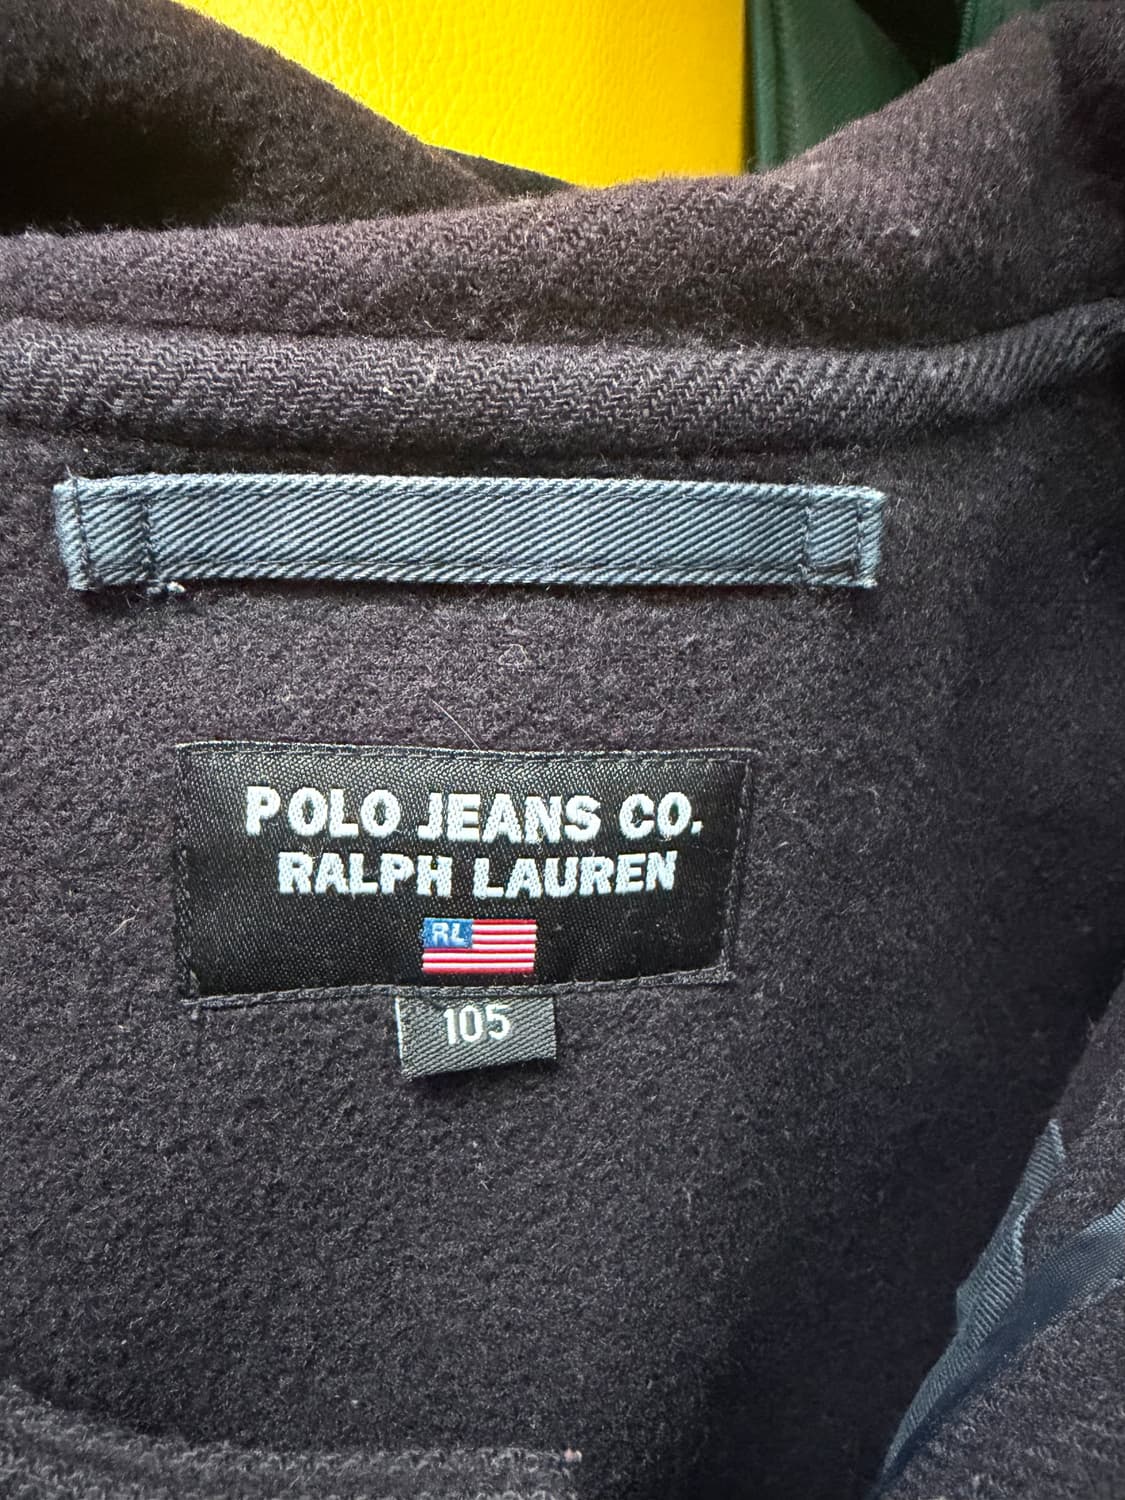 POLO JEANS CO.
RALPH LAUREN
RL
105